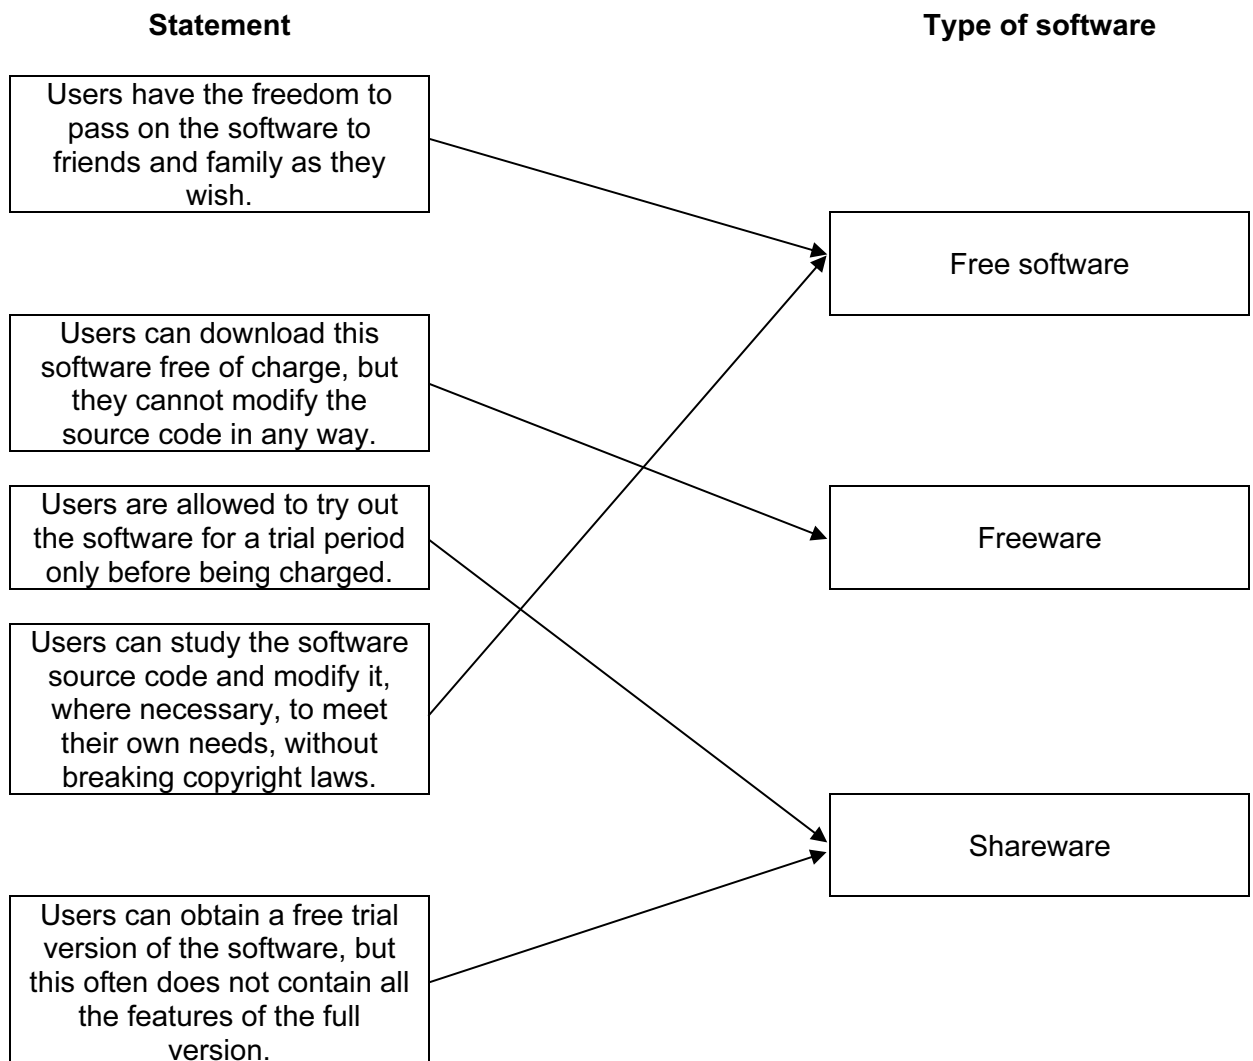 Statement
Type of software
Users have the freedom to
pass on the software to
friends and family as they
wish.
Free software
Users can download this
software free of charge, but
they cannot modify the
source code in any way.
Users are allowed to try out
the software for a trial period
only before being charged.
Freeware
Users can study the software
source code and modify it,
where necessary, to meet
their own needs, without
breaking copyright laws.
Shareware
Users can obtain a free trial
version of the software, but
this often does not contain all
the features of the full
version.